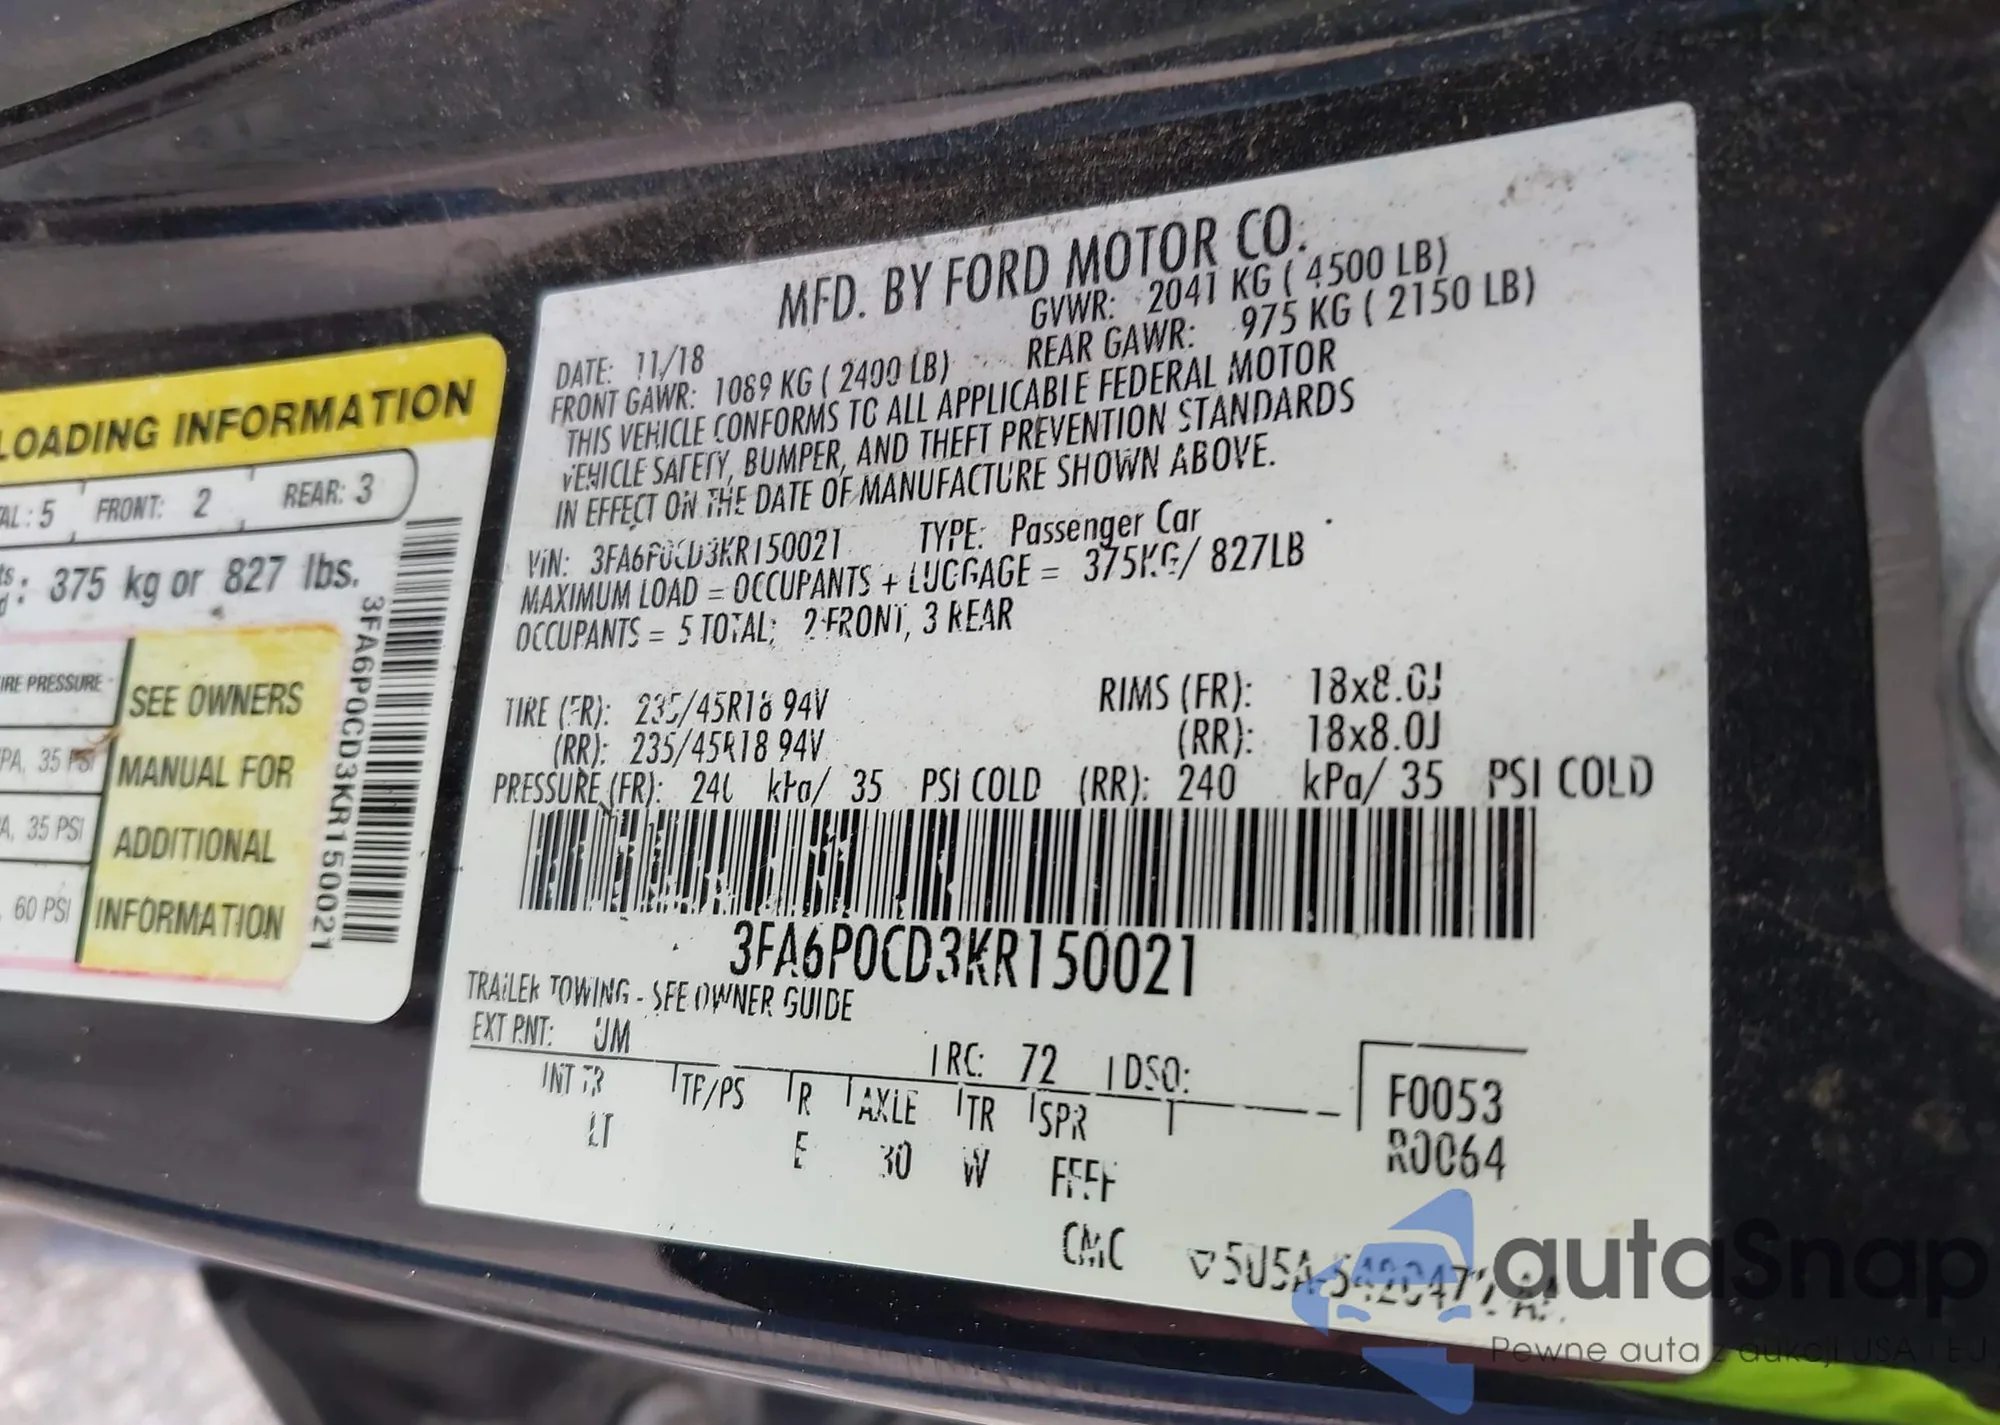 LOADING INFORMATION
AL: 5 FRONT: 2 REAR: 3
: 375 kg or 827 lbs.
IRE PRESSURE
PA, 35 PSI
A, 35 PSI
60 PSI
SEE OWNERS
MANUAL FOR
ADDITIONAL
INFORMATION
3FA6P0CD3KR150021
MFD. BY FORD MOTOR CO.
DATE: 11/18 GVWR: 2041 KG ( 4500 LB)
FRONT GAWR: 1089 KG ( 2400 LB) REAR GAWR: 975 KG ( 2150 LB)
THIS VEHICLE CONFORMS TO ALL APPLICABLE FEDERAL MOTOR
VEHICLE SAFETY, BUMPER, AND THEFT PREVENTION STANDARDS
IN EFFECT ON THE DATE OF MANUFACTURE SHOWN ABOVE.
VIN: 3FA6P0CD3KR150021 TYPE: Passenger Car
MAXIMUM LOAD = OCCUPANTS + LUGGAGE = 375KG/ 827LB
OCCUPANTS = 5 TOTAL; 2 FRONT, 3 REAR
TIRE (FR): 235/45R18 94V RIMS (FR): 18x8.0J
(RR): 235/45R18 94V (RR): 18x8.0J
PRESSURE (FR): 240 kPa/ 35 PSI COLD (RR): 240 kPa/ 35 PSI COLD
3FA6P0CD3KR150021
TRAILER TOWING - SEE OWNER GUIDE
EXT PNT: UM RC: 72 DSO: F0053
INT TR TP/PS R AXLE TR SPR R0064
LT E 30 W FFFF
CMC
autaSnap
Pewne auta z aukcji USA i EJ